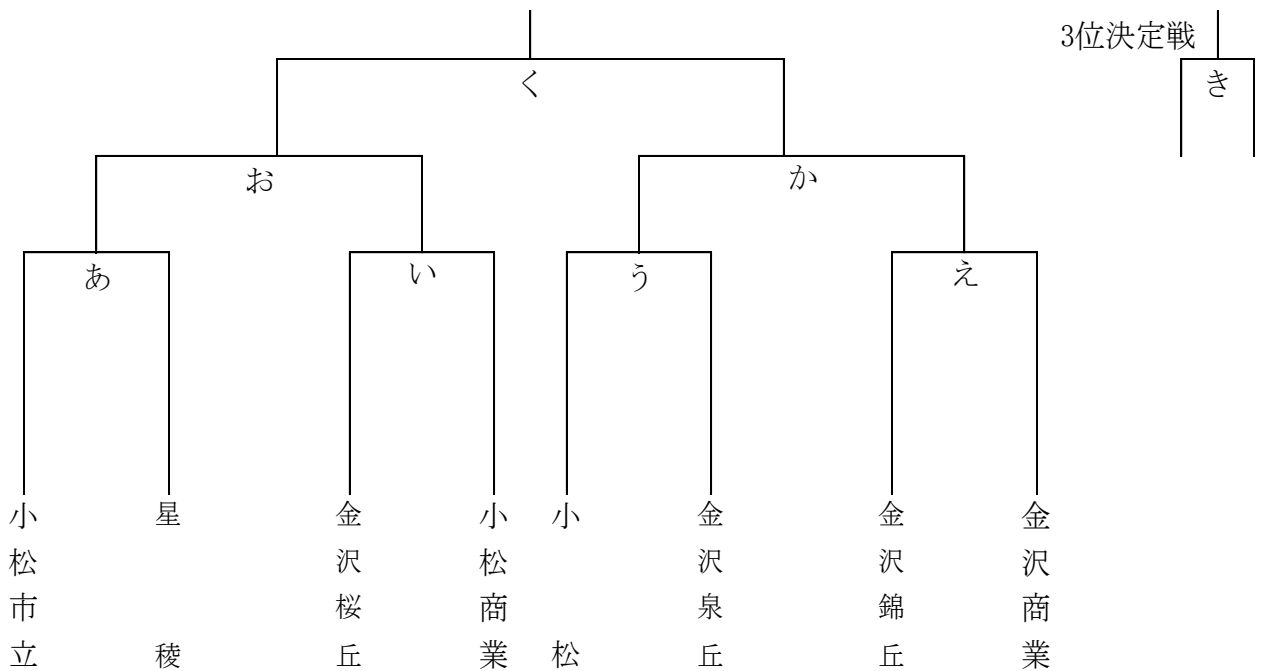 3位決定戦
く
き
お
か
あ
い
う
え
小松市立
星稜
金沢桜丘
小松商業
小松
金沢泉丘
金沢錦丘
金沢商業